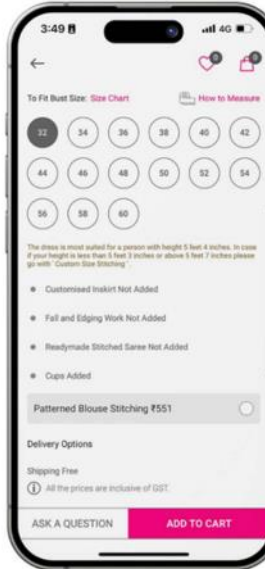 3:49
4G
0 0
To Fit Bust Size: Size Chart How to Measure
32 34 36 38 40 42
44 46 48 50 52 54
56 58 60
The dress is most suited for a person with height 5 feet 4 inches. In case
if your height is less than 5 feet 3 inches or above 5 feet 7 inches please
go with ' Custom Size Stitching '.
Customised Inskirt Not Added
Fall and Edging Work Not Added
Readymade Stitched Saree Not Added
Cups Added
Patterned Blouse Stitching ₹551
Delivery Options
Shipping Free
All the prices are inclusive of GST.
ASK A QUESTION ADD TO CART